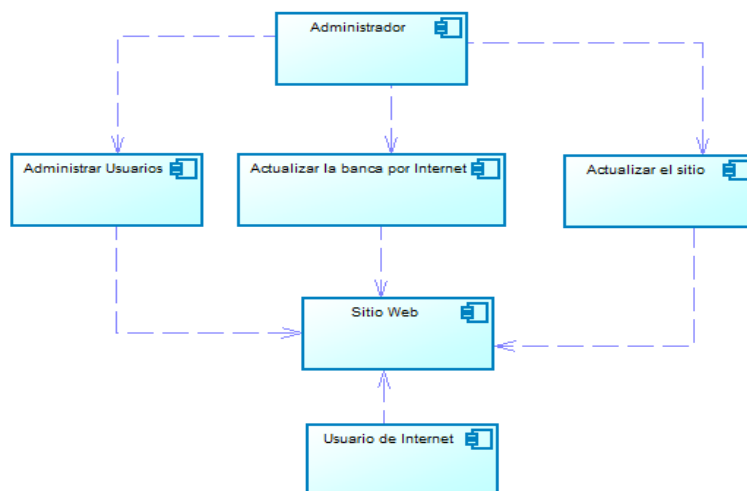 Administrador
Administrar Usuarios
Actualizar la banca por Internet
Actualizar el sitio
Sitio Web
Usuario de Internet